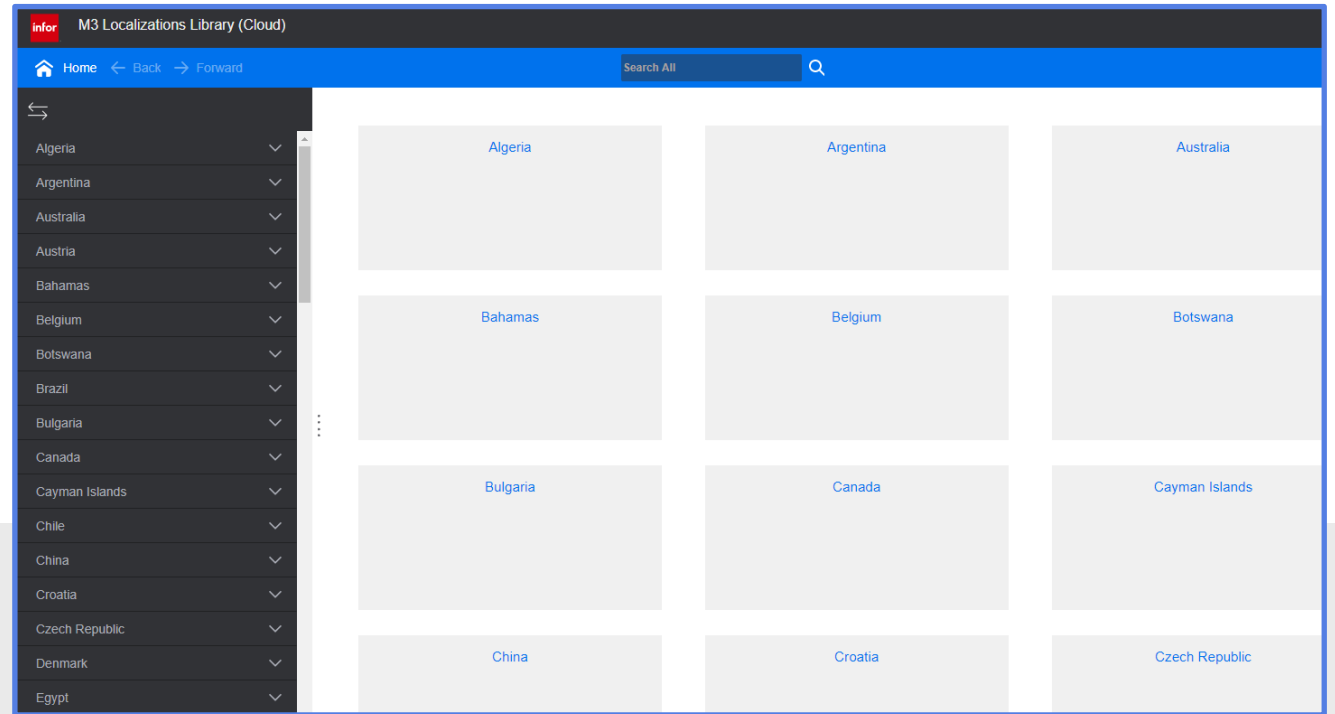 infor M3 Localizations Library (Cloud)
Home Back Forward Search All
Algeria
Argentina
Australia
Austria
Bahamas
Belgium
Botswana
Brazil
Bulgaria
Canada
Cayman Islands
Chile
China
Croatia
Czech Republic
Denmark
Egypt
Algeria Argentina Australia
Bahamas Belgium Botswana
Bulgaria Canada Cayman Islands
China Croatia Czech Republic